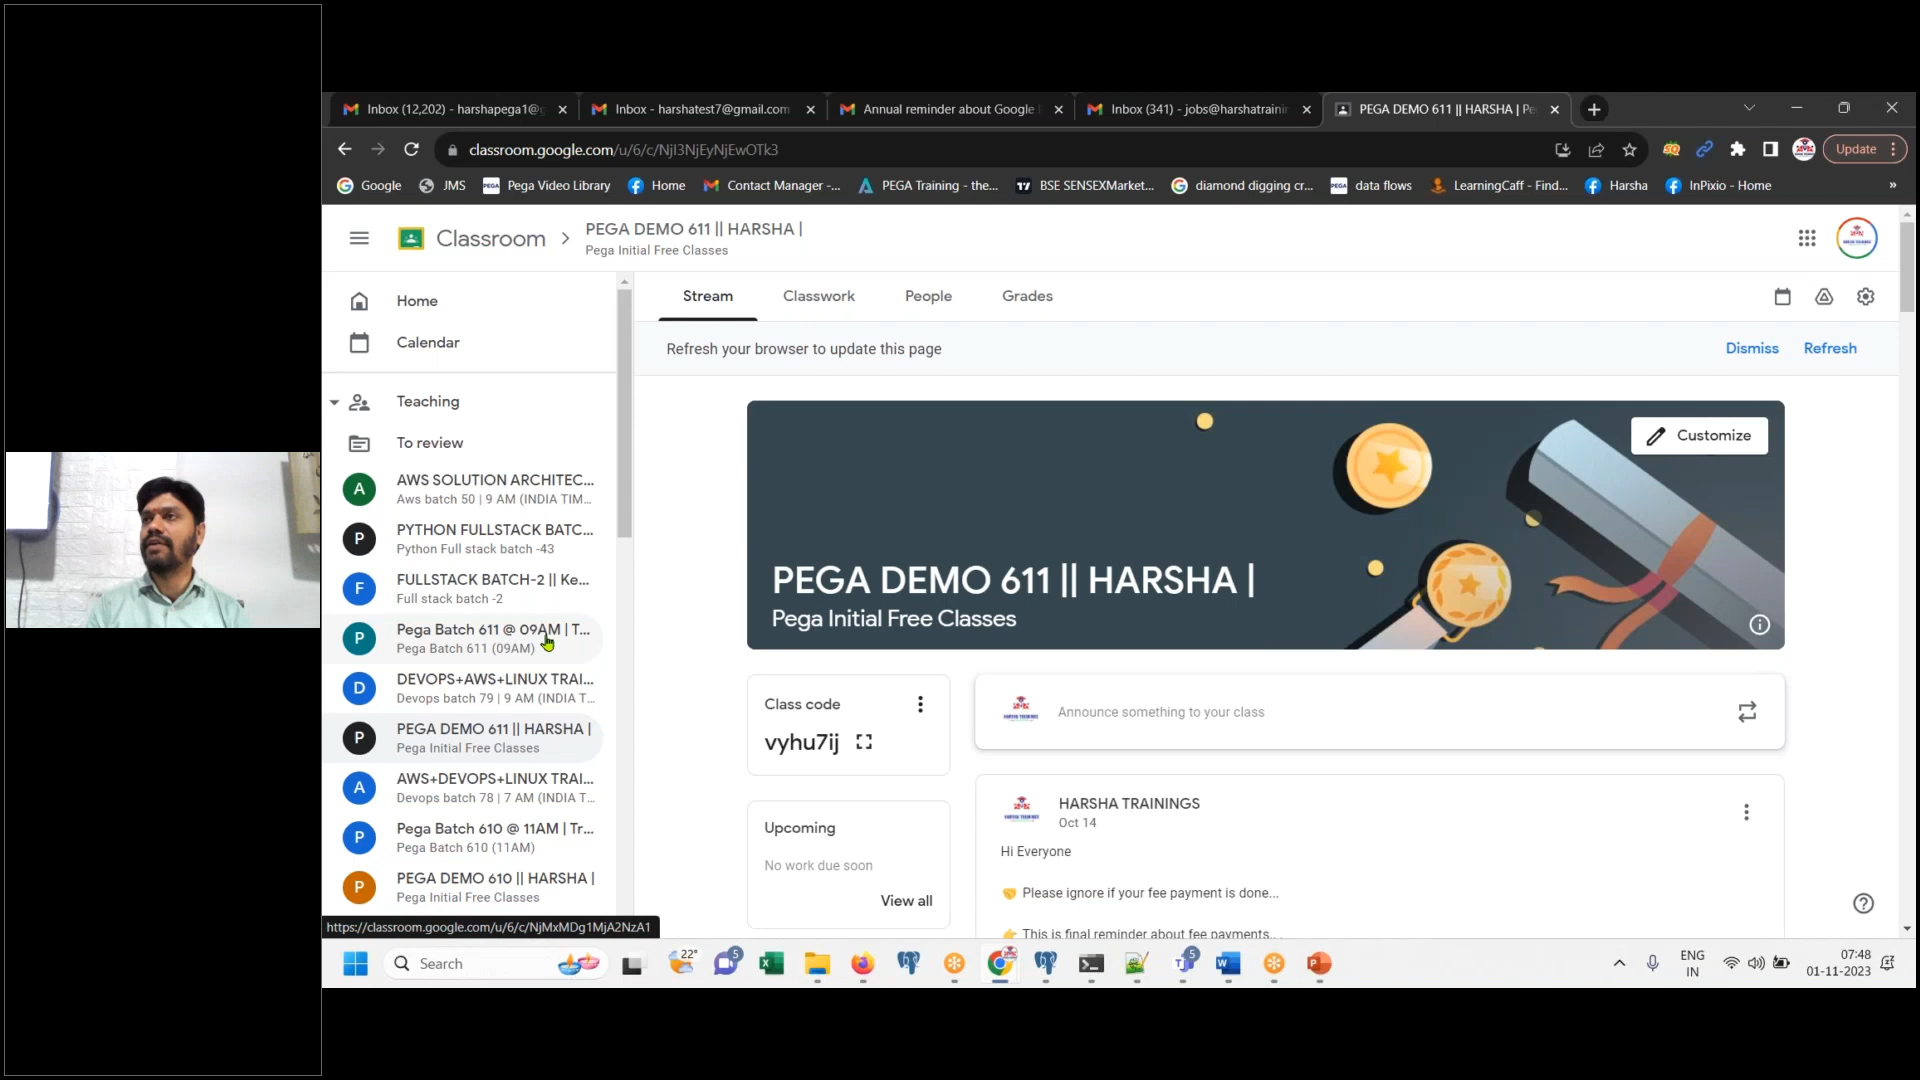 Inbox (12,202) - harshapega1@g
Inbox - harshatest7@gmail.com
Annual reminder about Google
Inbox (341) - jobs@harshatrainin
PEGA DEMO 611 || HARSHA | Pe
classroom.google.com/u/6/c/NjI3NjEyNjEwOTk3
Update
Google
JMS
Pega Video Library
Home
Contact Manager -...
PEGA Training - the...
BSE SENSEXMarket...
diamond digging cr...
data flows
LearningCaff - Find...
Harsha
InPixio - Home
»
Classroom
PEGA DEMO 611 || HARSHA |
Pega Initial Free Classes
Home
Calendar
Teaching
To review
A
AWS SOLUTION ARCHITEC...
Aws batch 50 | 9 AM (INDIA TIM...
P
PYTHON FULLSTACK BATC...
Python Full stack batch -43
F
FULLSTACK BATCH-2 || Ke...
Full stack batch -2
P
Pega Batch 611 @ 09AM | T...
Pega Batch 611 (09AM)
D
DEVOPS+AWS+LINUX TRAI...
Devops batch 79 | 9 AM (INDIA T...
P
PEGA DEMO 611 || HARSHA |
Pega Initial Free Classes
A
AWS+DEVOPS+LINUX TRAI...
Devops batch 78 | 7 AM (INDIA T...
P
Pega Batch 610 @ 11AM | Tr...
Pega Batch 610 (11AM)
P
PEGA DEMO 610 || HARSHA |
Pega Initial Free Classes
https://classroom.google.com/u/6/c/NjMxMDg1MjA2NzA1
Stream
Classwork
People
Grades
Refresh your browser to update this page
Dismiss
Refresh
Customize
PEGA DEMO 611 || HARSHA |
Pega Initial Free Classes
Class code
vyhu7ij
Announce something to your class
Upcoming
No work due soon
View all
HARSHA TRAININGS
Oct 14
Hi Everyone
Please ignore if your fee payment is done...
This is final reminder about fee payments..
Search
22°
5
5
ENG
IN
07:48
01-11-2023